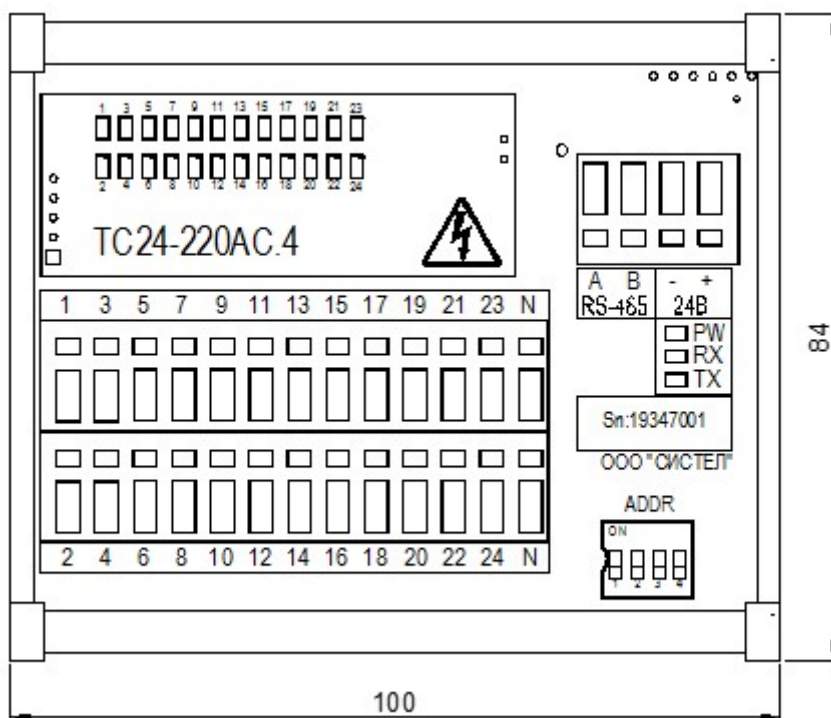 1 3 5 7 9 11 13 15 17 19 21 23
2 4 6 8 10 12 14 16 18 20 22 24
TC24-220AC.4
A B - +
RS-485 24В
PW
RX
TX
1 3 5 7 9 11 13 15 17 19 21 23 N
Sn:19347001
ООО "СИСТЕЛ"
ADDR
ON
1 2 3 4
2 4 6 8 10 12 14 16 18 20 22 24 N
84
100